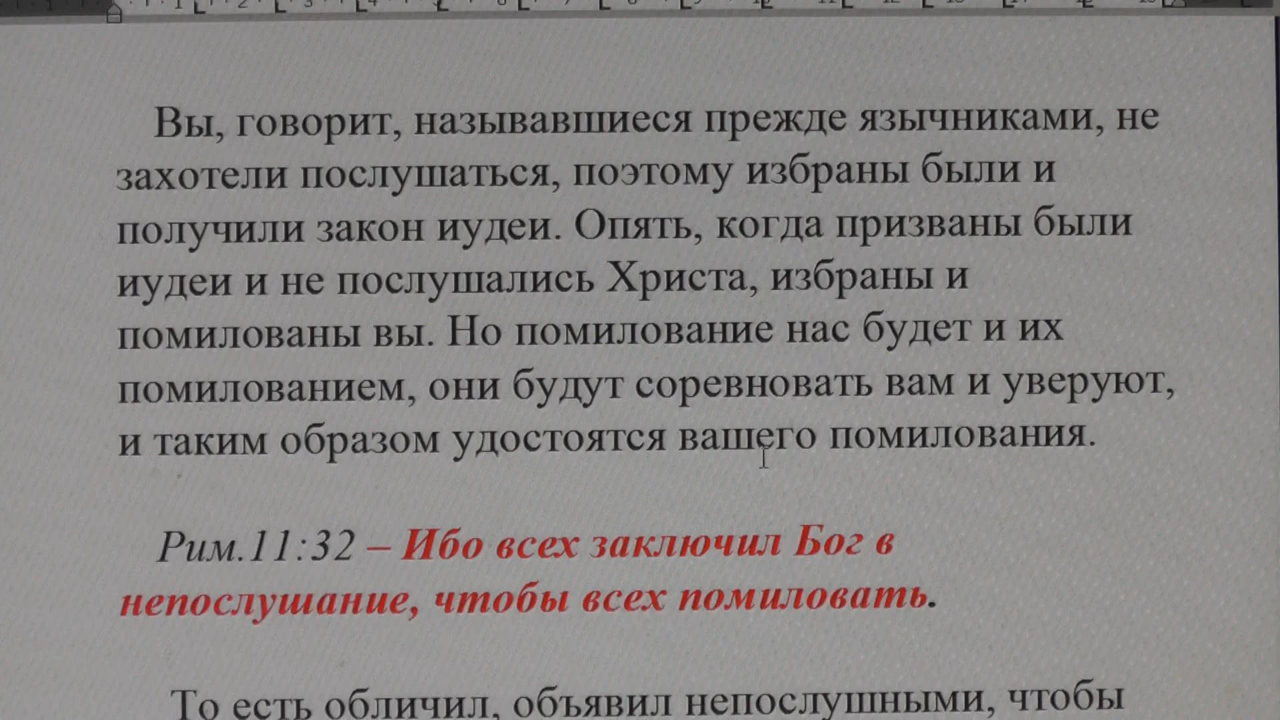 Вы, говорит, называвшиеся прежде язычниками, не
захотели послушаться, поэтому избраны были и
получили закон иудеи. Опять, когда призваны были
иудеи и не послушались Христа, избраны и
помилованы вы. Но помилование нас будет и их
помилованием, они будут соревновать вам и уверуют,
и таким образом удостоятся вашего помилования.
Рим.11:32 – Ибо всех заключил Бог в
непослушание, чтобы всех помиловать.
То есть обличил, объявил непослушными, чтобы